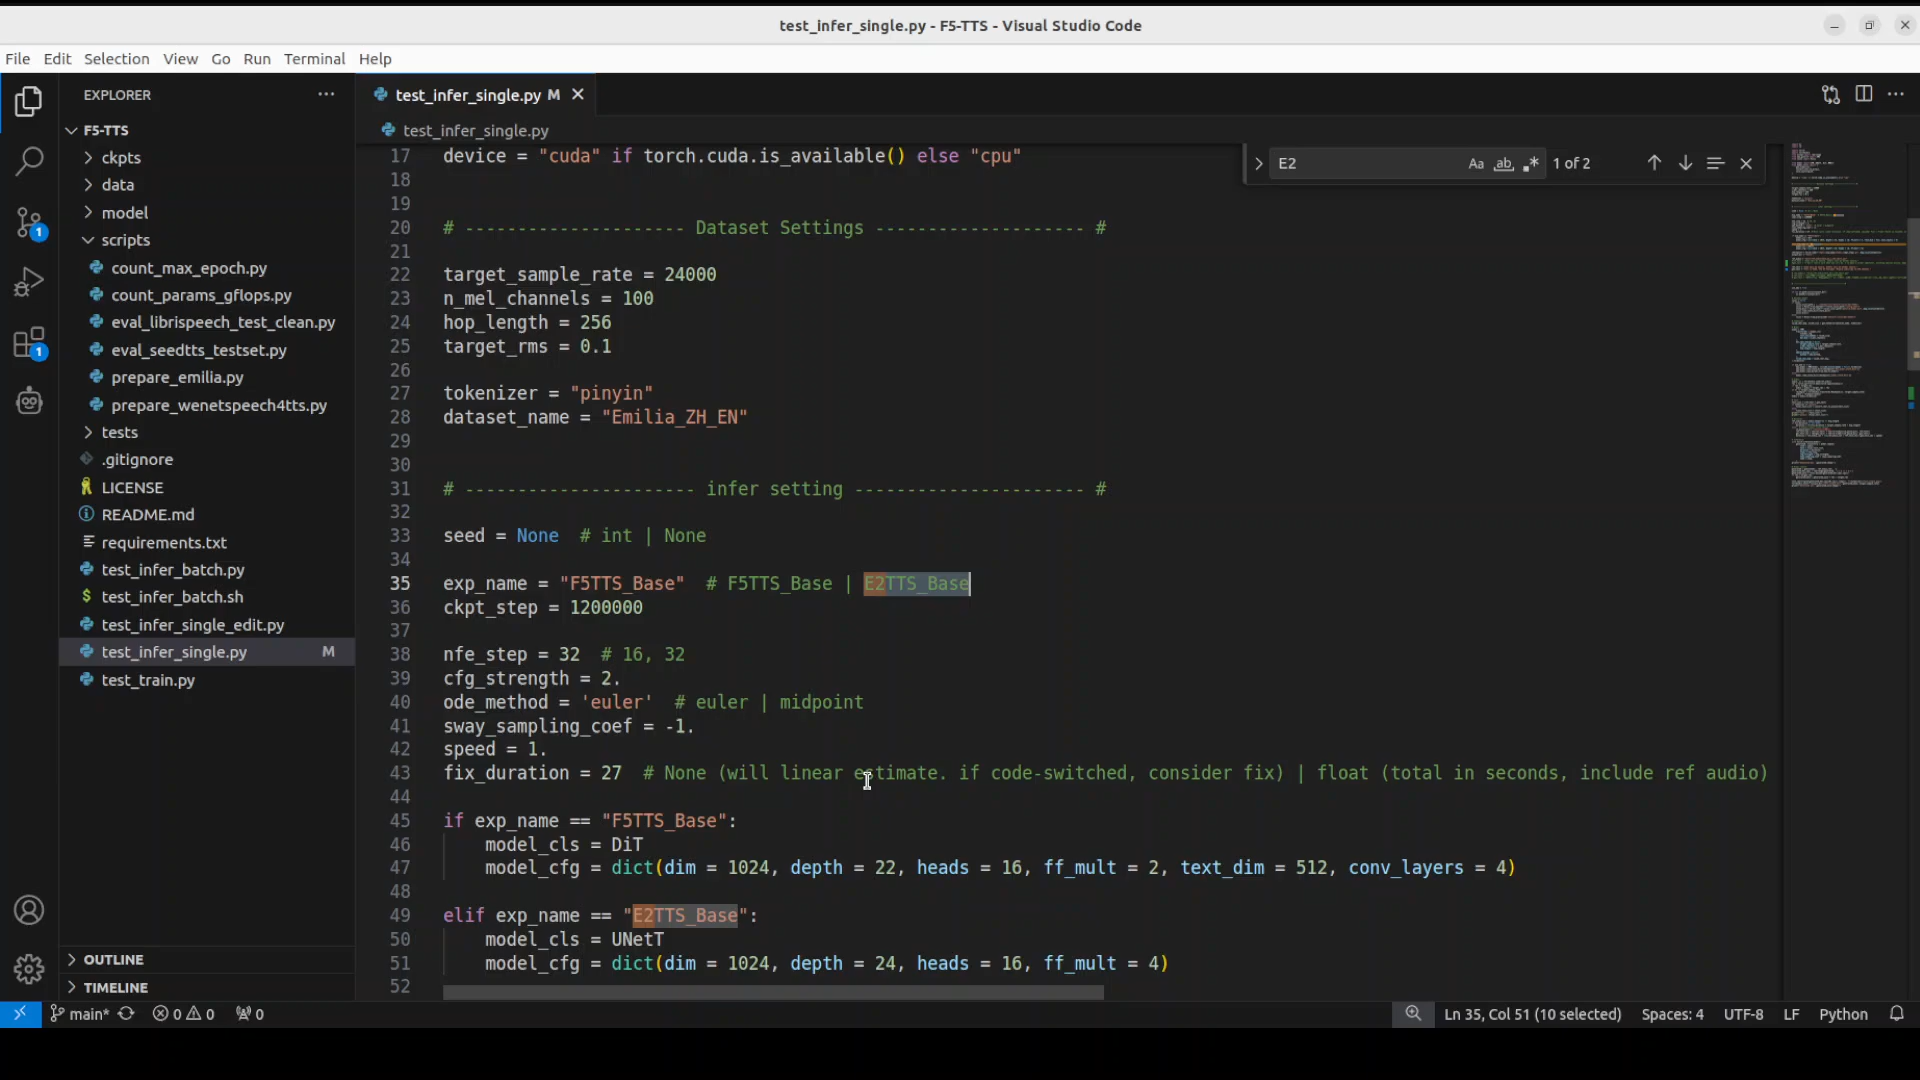 test_infer_single.py - F5-TTS - Visual Studio Code
File Edit Selection View Go Run Terminal Help
EXPLORER
F5-TTS
ckpts
data
model
scripts
count_max_epoch.py
count_params_gflops.py
eval_librispeech_test_clean.py
eval_seedtts_testset.py
prepare_emilia.py
prepare_wenetspeech4tts.py
tests
.gitignore
LICENSE
README.md
requirements.txt
test_infer_batch.py
test_infer_batch.sh
test_infer_single_edit.py
test_infer_single.py M
test_train.py
OUTLINE
TIMELINE
1
1
test_infer_single.py M
test_infer_single.py
E2 Aa ab 1 of 2
17 device = "cuda" if torch.cuda.is_available() else "cpu"
18
19
20 # --------------------- Dataset Settings -------------------- #
21
22 target_sample_rate = 24000
23 n_mel_channels = 100
24 hop_length = 256
25 target_rms = 0.1
26
27 tokenizer = "pinyin"
28 dataset_name = "Emilia_ZH_EN"
29
30
31 # ---------------------- infer setting ---------------------- #
32
33 seed = None  # int | None
34
35 exp_name = "F5TTS_Base"  # F5TTS_Base | E2TTS_Base
36 ckpt_step = 1200000
37
38 nfe_step = 32  # 16, 32
39 cfg_strength = 2.
40 ode_method = 'euler'  # euler | midpoint
41 sway_sampling_coef = -1.
42 speed = 1.
43 fix_duration = 27  # None (will linear estimate. if code-switched, consider fix) | float (total in seconds, include ref audio)
44
45 if exp_name == "F5TTS_Base":
46 model_cls = DiT
47 model_cfg = dict(dim = 1024, depth = 22, heads = 16, ff_mult = 2, text_dim = 512, conv_layers = 4)
48
49 elif exp_name == "E2TTS_Base":
50 model_cls = UNetT
51 model_cfg = dict(dim = 1024, depth = 24, heads = 16, ff_mult = 4)
52
main* 0 0 0 Ln 35, Col 51 (10 selected) Spaces: 4 UTF-8 LF Python